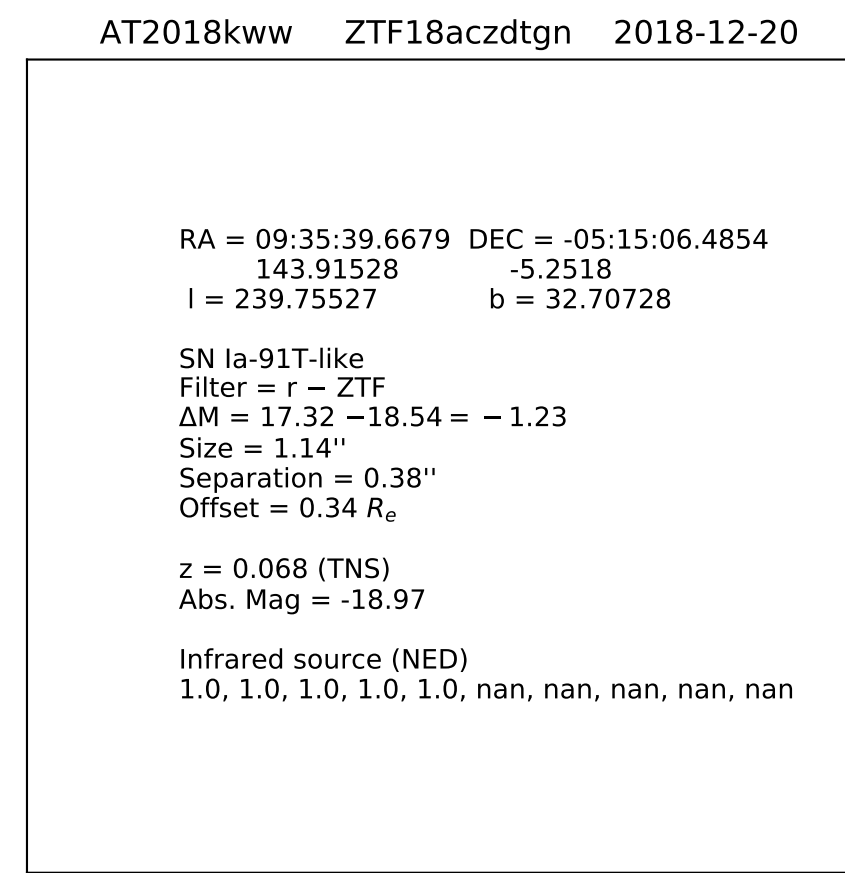 AT2018kww ZTF18aczdtgn 2018-12-20
RA = 09:35:39.6679 DEC = -05:15:06.4854
143.91528 -5.2518
l = 239.75527 b = 32.70728
SN Ia-91T-like
Filter = r − ZTF
ΔM = 17.32 −18.54 = − 1.23
Size = 1.14''
Separation = 0.38''
Offset = 0.34 Re
z = 0.068 (TNS)
Abs. Mag = -18.97
Infrared source (NED)
1.0, 1.0, 1.0, 1.0, 1.0, nan, nan, nan, nan, nan